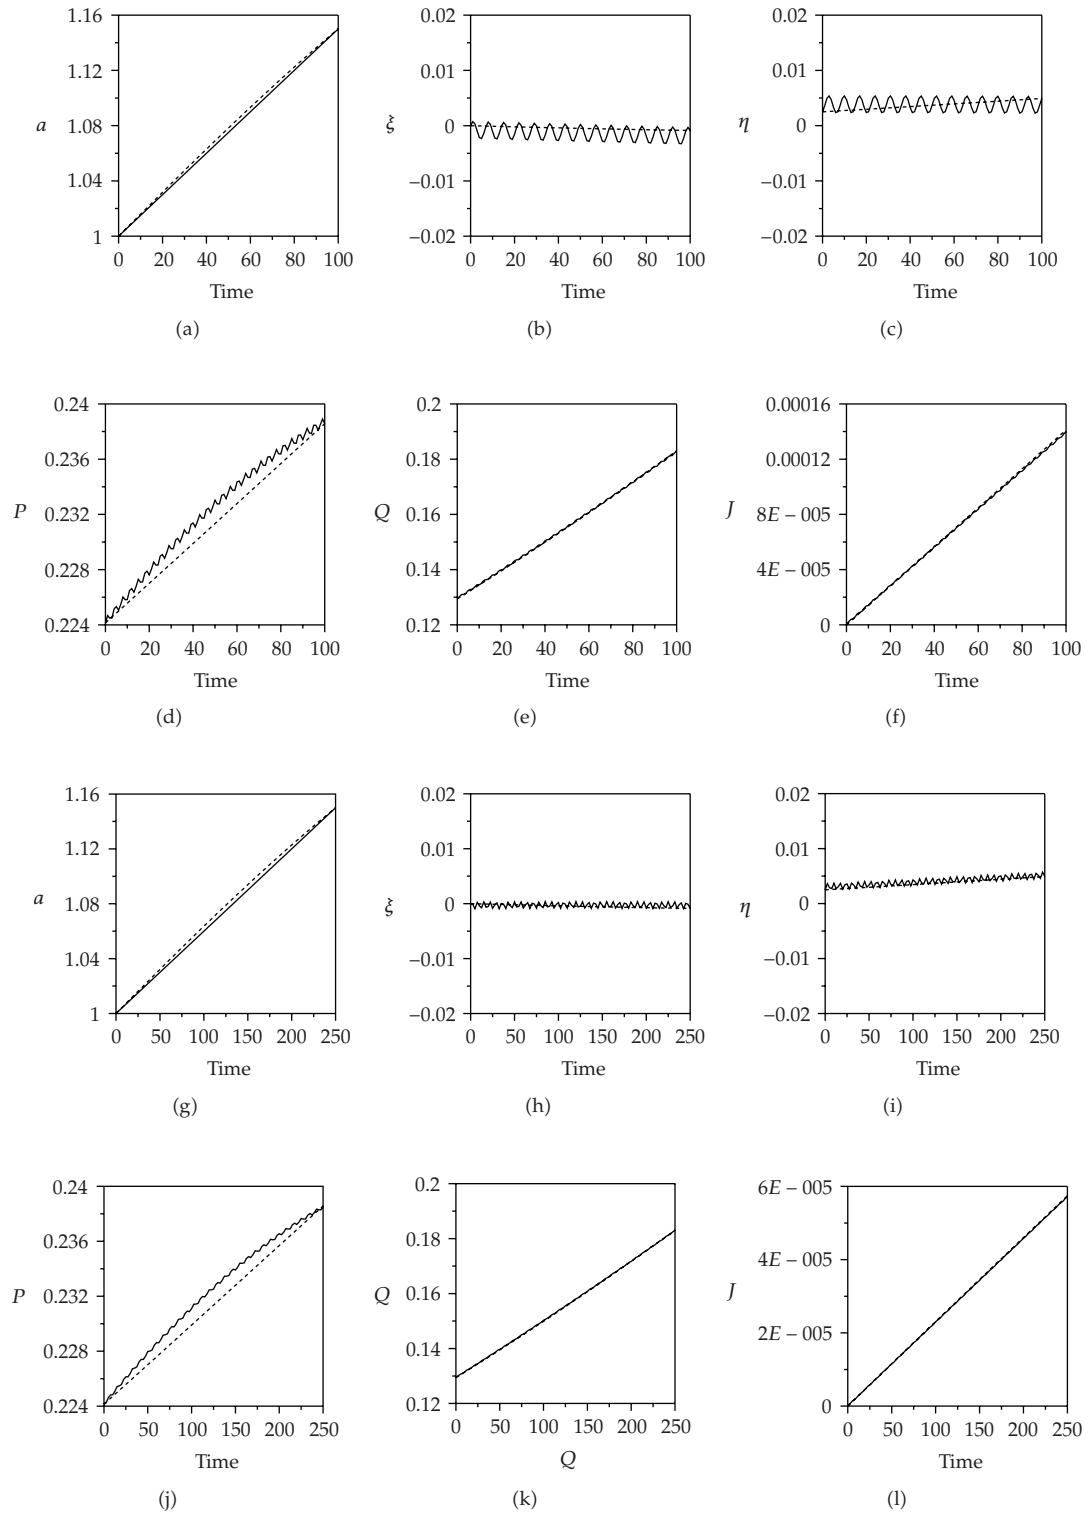 1.16
1.12
1.08
1.04
1
a
0 20 40 60 80 100
Time
(a)
0.02
0.01
0
−0.01
−0.02
ξ
0 20 40 60 80 100
Time
(b)
0.02
0.01
0
−0.01
−0.02
η
0 20 40 60 80 100
Time
(c)
0.24
0.236
0.232
0.228
0.224
P
0 20 40 60 80 100
Time
(d)
0.2
0.18
0.16
0.14
0.12
Q
0 20 40 60 80 100
Time
(e)
0.00016
0.00012
8E − 005
4E − 005
0
J
0 20 40 60 80 100
Time
(f)
1.16
1.12
1.08
1.04
1
a
0 50 100 150 200 250
Time
(g)
0.02
0.01
0
−0.01
−0.02
ξ
0 50 100 150 200 250
Time
(h)
0.02
0.01
0
−0.01
−0.02
η
0 50 100 150 200 250
Time
(i)
0.24
0.236
0.232
0.228
0.224
P
0 50 100 150 200 250
Time
(j)
0.2
0.18
0.16
0.14
0.12
Q
0 50 100 150 200 250
Q
(k)
6E − 005
4E − 005
2E − 005
0
J
0 50 100 150 200 250
Time
(l)